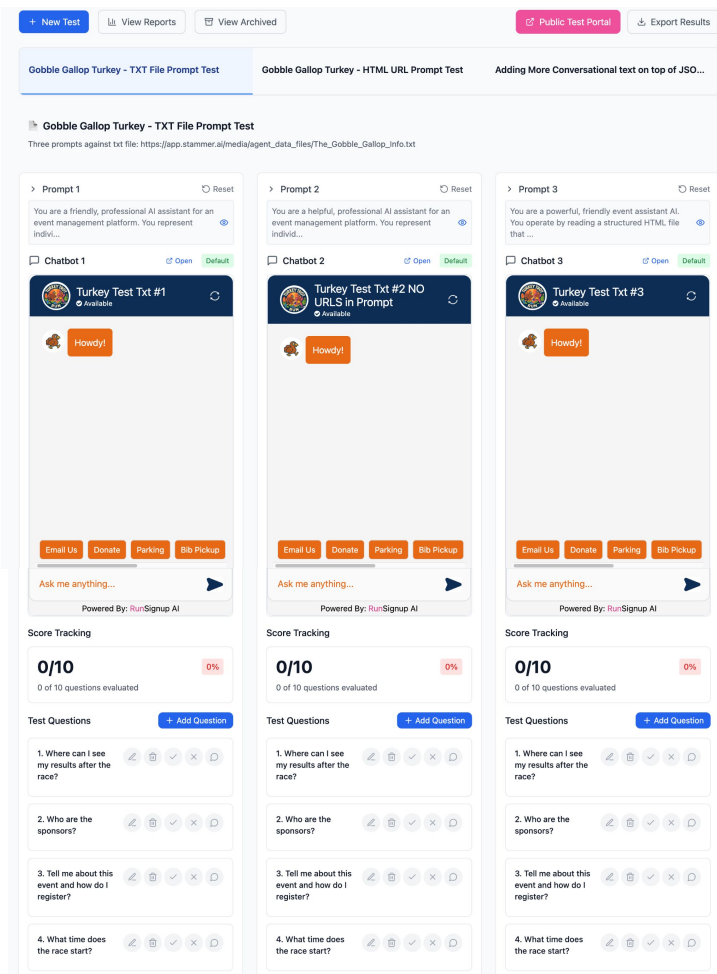 + New Test
View Reports
View Archived
Public Test Portal
Export Results
Gobble Gallop Turkey - TXT File Prompt Test
Gobble Gallop Turkey - HTML URL Prompt Test
Adding More Conversational text on top of JSO...
Gobble Gallop Turkey - TXT File Prompt Test
Three prompts against txt file: https://app.stammer.ai/media/agent_data_files/The_Gobble_Gallop_Info.txt
Prompt 1
Reset
You are a friendly, professional AI assistant for an
event management platform. You represent
indivi...
Chatbot 1
Open
Default
Turkey Test Txt #1
Available
Howdy!
Email Us
Donate
Parking
Bib Pickup
Ask me anything...
Powered By: RunSignup AI
Score Tracking
0/10
0%
0 of 10 questions evaluated
Test Questions
+ Add Question
1. Where can I see
my results after the
race?
2. Who are the
sponsors?
3. Tell me about this
event and how do I
register?
4. What time does
the race start?
Prompt 2
Reset
You are a helpful, professional AI assistant for an
event management platform. You represent
individ...
Chatbot 2
Open
Default
Turkey Test Txt #2 NO
URLS in Prompt
Available
Howdy!
Email Us
Donate
Parking
Bib Pickup
Ask me anything...
Powered By: RunSignup AI
Score Tracking
0/10
0%
0 of 10 questions evaluated
Test Questions
+ Add Question
1. Where can I see
my results after the
race?
2. Who are the
sponsors?
3. Tell me about this
event and how do I
register?
4. What time does
the race start?
Prompt 3
Reset
You are a powerful, friendly event assistant AI.
You operate by reading a structured HTML file
that ...
Chatbot 3
Open
Default
Turkey Test Txt #3
Available
Howdy!
Email Us
Donate
Parking
Bib Pickup
Ask me anything...
Powered By: RunSignup AI
Score Tracking
0/10
0%
0 of 10 questions evaluated
Test Questions
+ Add Question
1. Where can I see
my results after the
race?
2. Who are the
sponsors?
3. Tell me about this
event and how do I
register?
4. What time does
the race start?